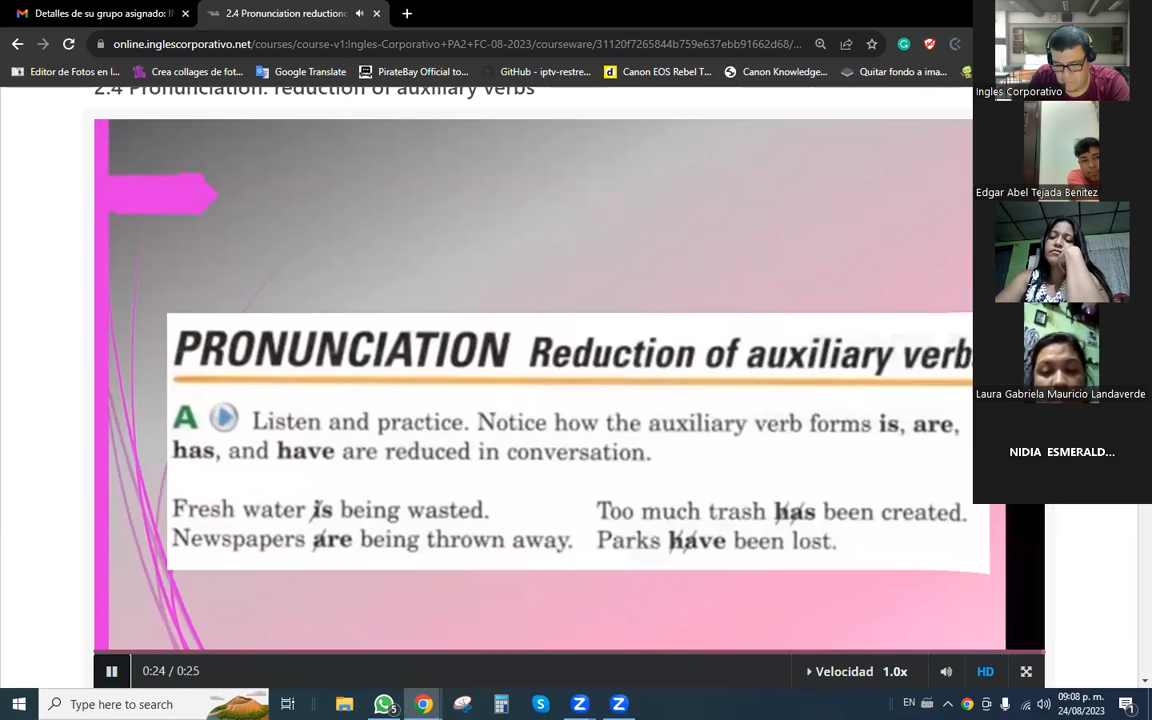 Detalles de su grupo asignado: I
2.4 Pronunciation reduction
online.inglescorporativo.net/courses/course-v1:Ingles-Corporativo+PA2+FC-08-2023/courseware/31120f7265844b759e637ebb91662d68/...
Editor de Fotos en l...
Crea collages de fot...
Google Translate
PirateBay Official to...
GitHub - iptv-restre...
Canon EOS Rebel T...
Canon Knowledge...
Quitar fondo a ima...
2.4 Pronunciation: reduction of auxiliary verbs
PRONUNCIATION Reduction of auxiliary verb
A Listen and practice. Notice how the auxiliary verb forms is, are,
has, and have are reduced in conversation.
Fresh water is being wasted.
Too much trash has been created.
Newspapers are being thrown away.
Parks have been lost.
0:24 / 0:25
Velocidad 1.0x
HD
Ingles Corporativo
Edgar Abel Tejada Benitez
Laura Gabriela Mauricio Landaverde
NIDIA ESMERALD...
Type here to search
5
EN
09:08 p. m.
24/08/2023
1